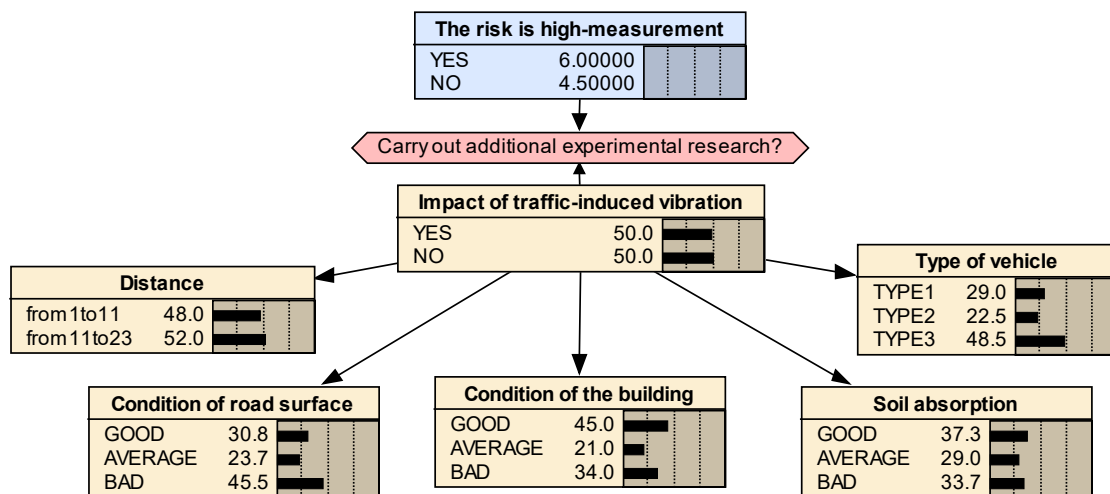 The risk is high-measurement
YES 6.00000
NO 4.50000
Carry out additional experimental research?
Impact of traffic-induced vibration
YES 50.0
NO 50.0
Distance
from1to11 48.0
from11to23 52.0
Type of vehicle
TYPE1 29.0
TYPE2 22.5
TYPE3 48.5
Condition of road surface
GOOD 30.8
AVERAGE 23.7
BAD 45.5
Condition of the building
GOOD 45.0
AVERAGE 21.0
BAD 34.0
Soil absorption
GOOD 37.3
AVERAGE 29.0
BAD 33.7